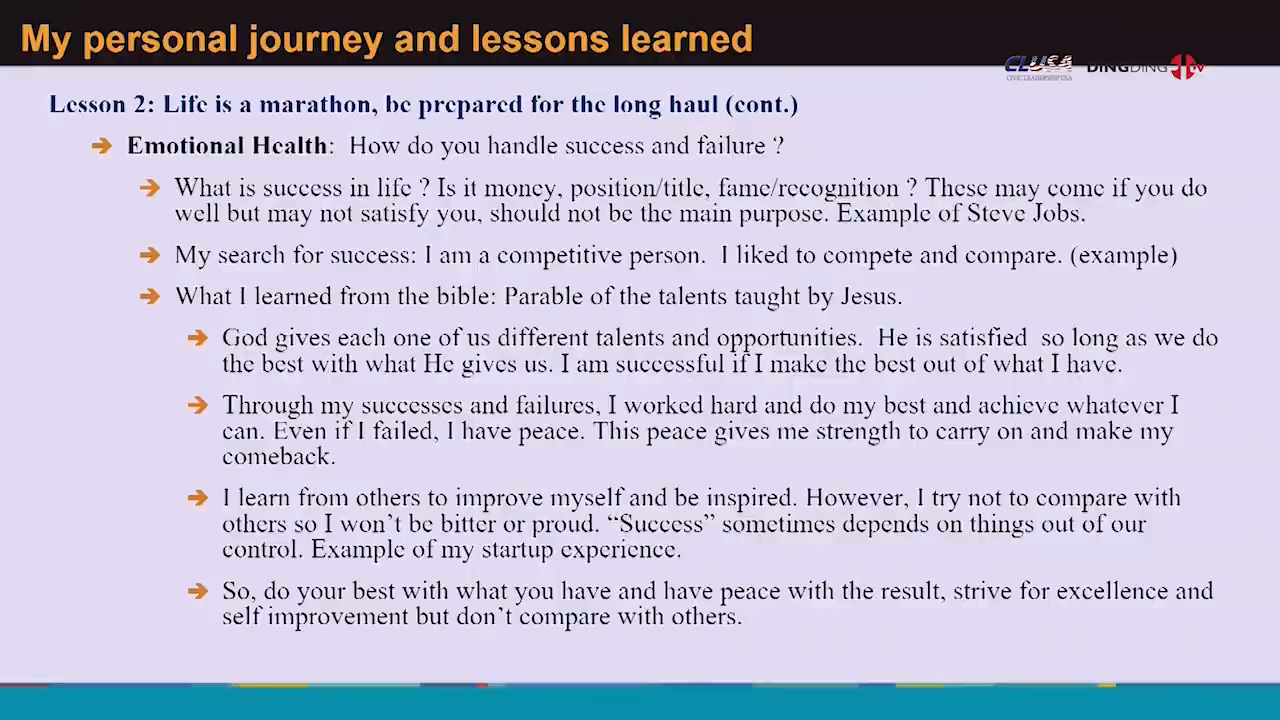 My personal journey and lessons learned
CLUSA
CIVIC LEADERSHIP USA
DINGDING TV
Lesson 2: Life is a marathon, be prepared for the long haul (cont.)
Emotional Health:  How do you handle success and failure ?
What is success in life ? Is it money, position/title, fame/recognition ? These may come if you do
well but may not satisfy you, should not be the main purpose. Example of Steve Jobs.
My search for success: I am a competitive person.  I liked to compete and compare. (example)
What I learned from the bible: Parable of the talents taught by Jesus.
God gives each one of us different talents and opportunities.  He is satisfied  so long as we do
the best with what He gives us. I am successful if I make the best out of what I have.
Through my successes and failures, I worked hard and do my best and achieve whatever I
can. Even if I failed, I have peace. This peace gives me strength to carry on and make my
comeback.
I learn from others to improve myself and be inspired. However, I try not to compare with
others so I won’t be bitter or proud. “Success” sometimes depends on things out of our
control. Example of my startup experience.
So, do your best with what you have and have peace with the result, strive for excellence and
self improvement but don’t compare with others.